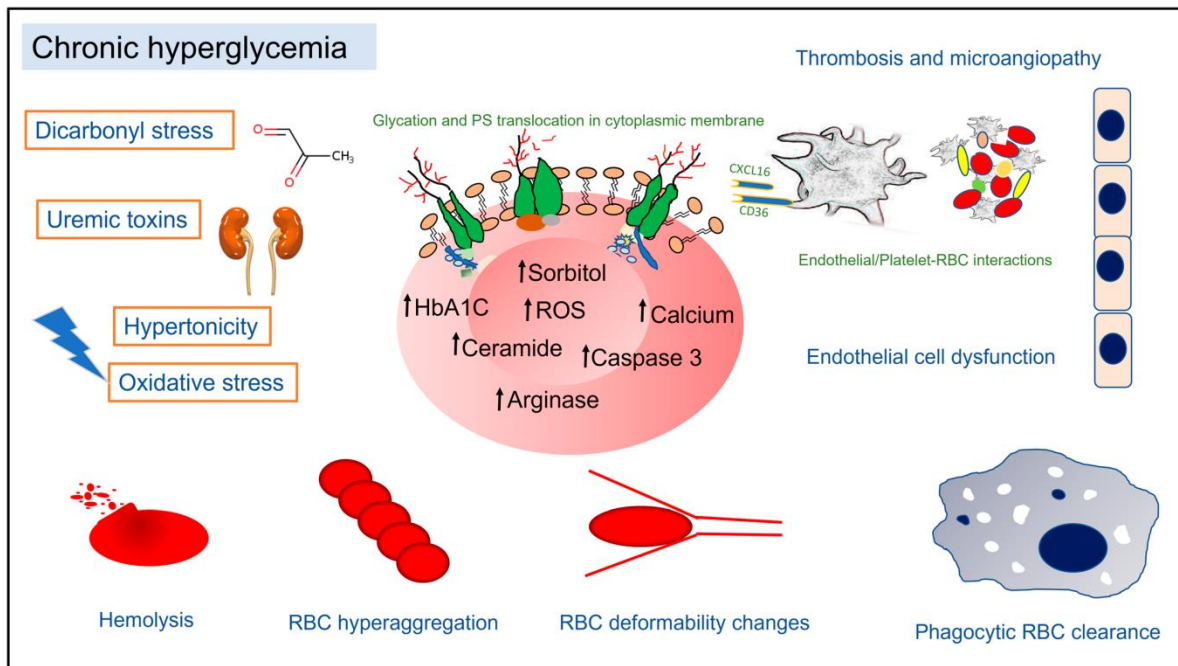 Chronic hyperglycemia
Dicarbonyl stress
O
O
CH3
Uremic toxins
Hypertonicity
Oxidative stress
Glycation and PS translocation in cytoplasmic membrane
↑Sorbitol
↑HbA1C
↑ROS
↑Calcium
↑Ceramide
↑Caspase 3
↑Arginase
Thrombosis and microangiopathy
CXCL16
CD36
Endothelial/Platelet-RBC interactions
Endothelial cell dysfunction
Hemolysis
RBC hyperaggregation
RBC deformability changes
Phagocytic RBC clearance